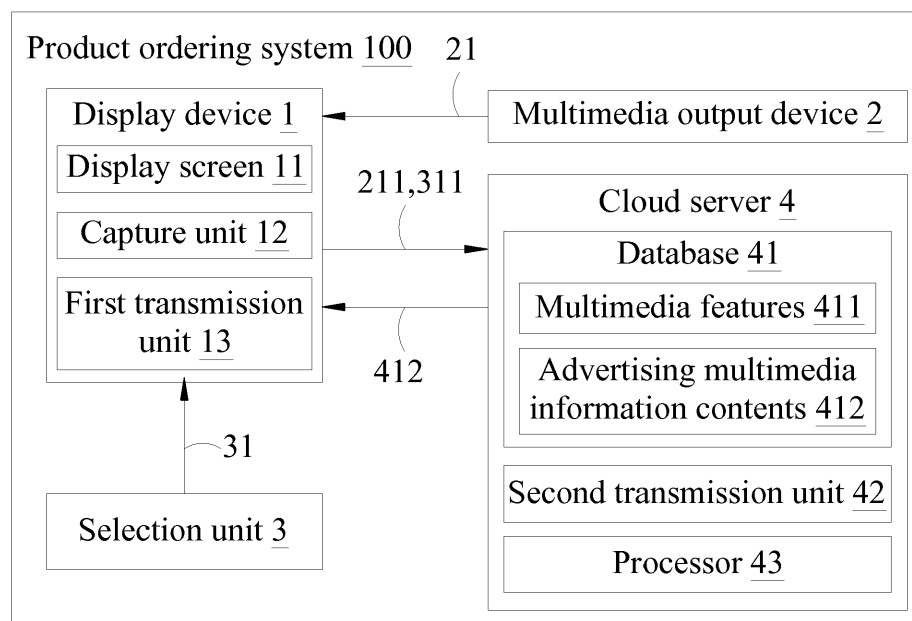 Product ordering system 100
21
Display device 1
Display screen 11
Capture unit 12
First transmission
unit 13
Multimedia output device 2
211,311
412
Cloud server 4
Database 41
Multimedia features 411
Advertising multimedia
information contents 412
Second transmission unit 42
Processor 43
31
Selection unit 3